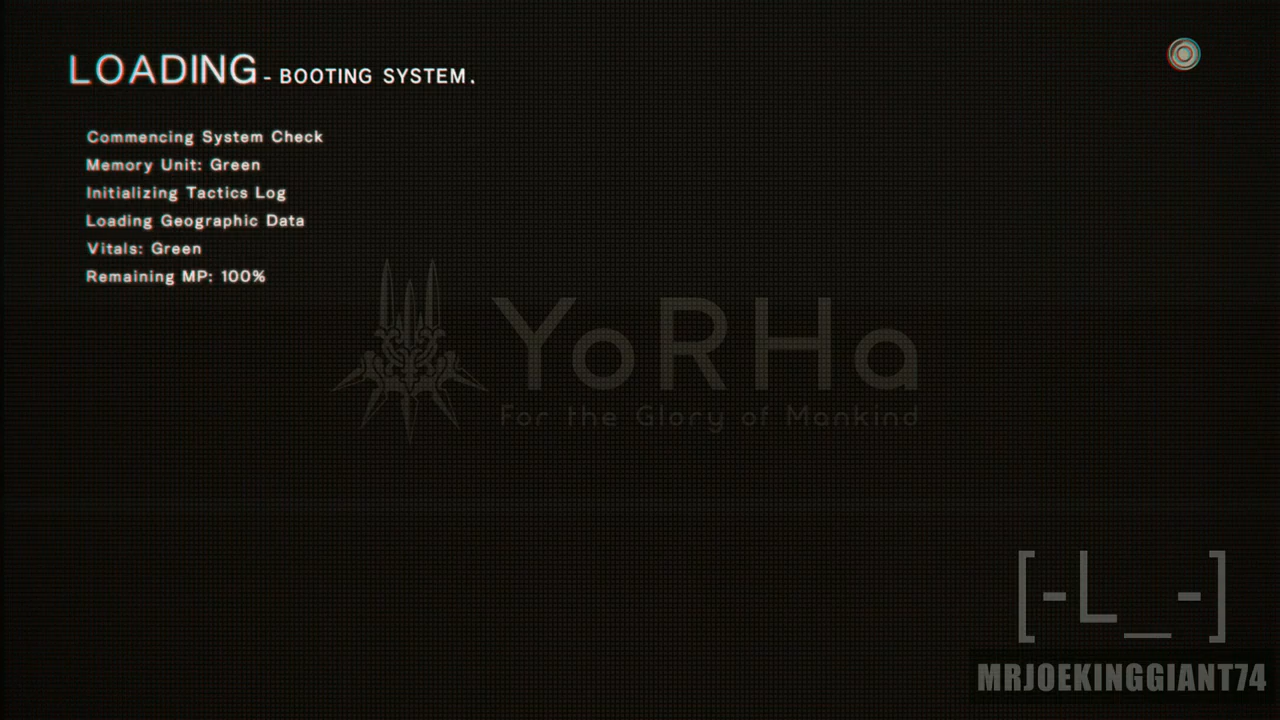 LOADING - BOOTING SYSTEM.
Commencing System Check
Memory Unit: Green
Initializing Tactics Log
Loading Geographic Data
Vitals: Green
Remaining MP: 100%
YoRHa
For the Glory of Mankind
[-L_-]
MRJOEKINGGIANT74